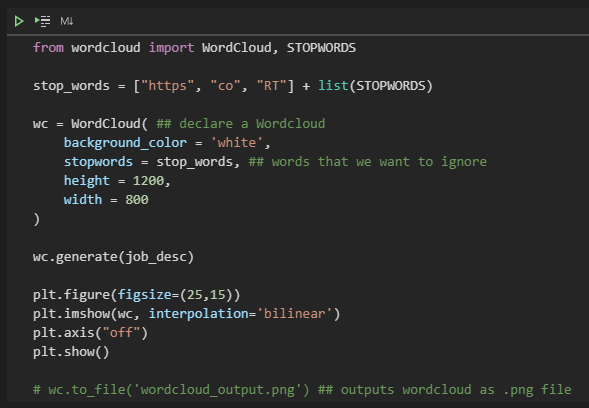 M↓
from wordcloud import WordCloud, STOPWORDS
stop_words = ["https", "co", "RT"] + list(STOPWORDS)
wc = WordCloud( ## declare a Wordcloud
    background_color = 'white',
    stopwords = stop_words, ## words that we want to ignore
    height = 1200,
    width = 800
)
wc.generate(job_desc)
plt.figure(figsize=(25,15))
plt.imshow(wc, interpolation='bilinear')
plt.axis("off")
plt.show()
# wc.to_file('wordcloud_output.png') ## outputs wordcloud as .png file